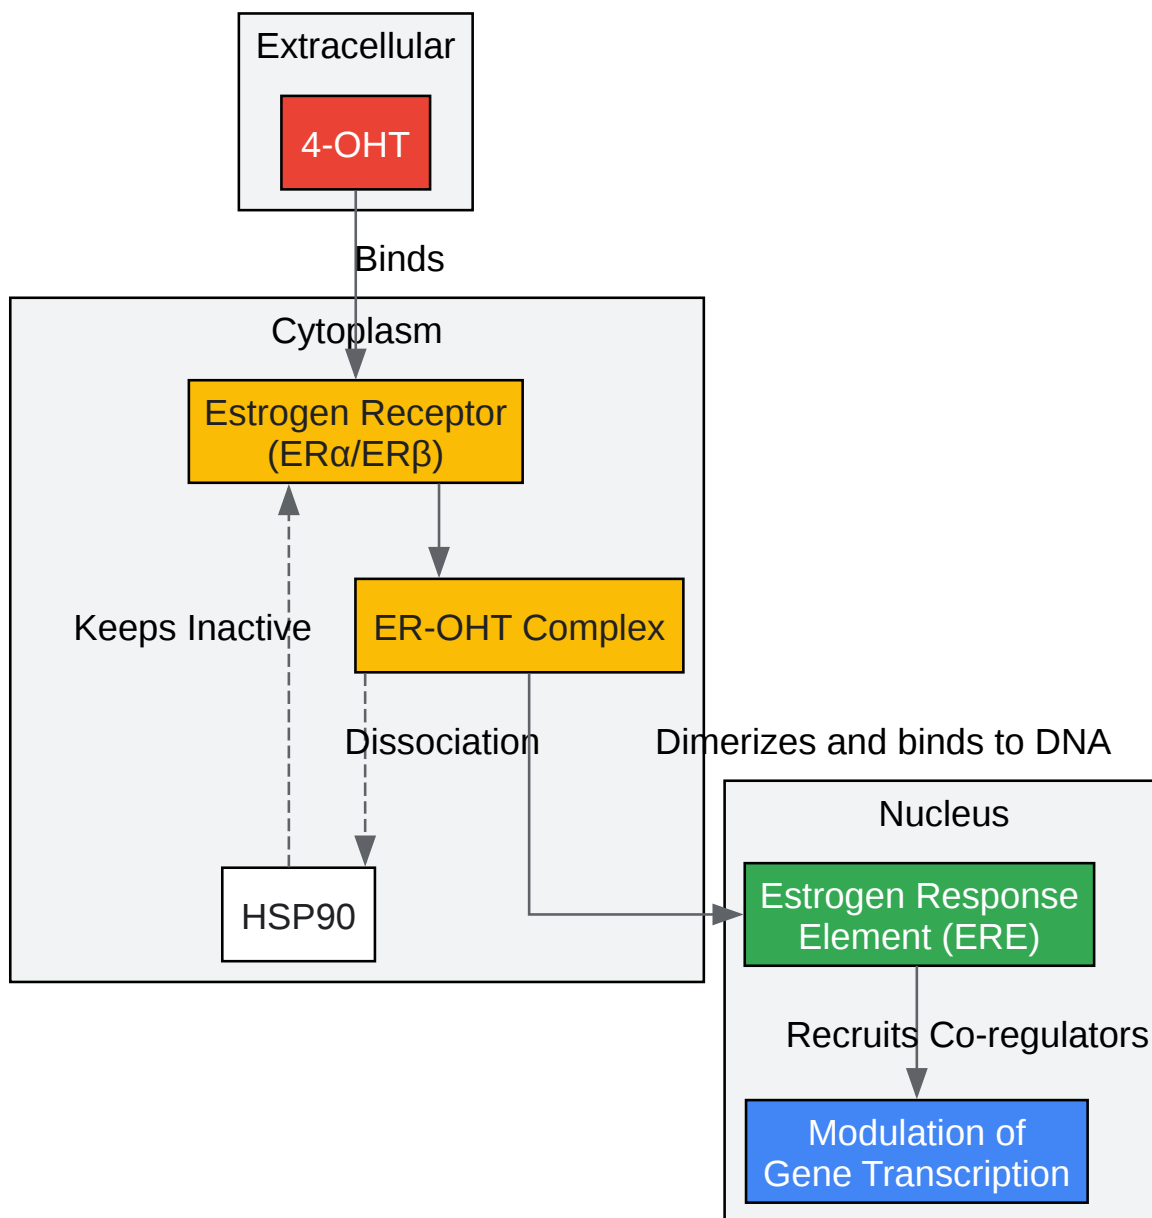 Extracellular
4-OHT
Binds
Cytoplasm
Estrogen Receptor
(ERα/ERβ)
Keeps Inactive
ER-OHT Complex
Dissociation
Dimerizes and binds to DNA
HSP90
Nucleus
Estrogen Response
Element (ERE)
Recruits Co-regulators
Modulation of
Gene Transcription